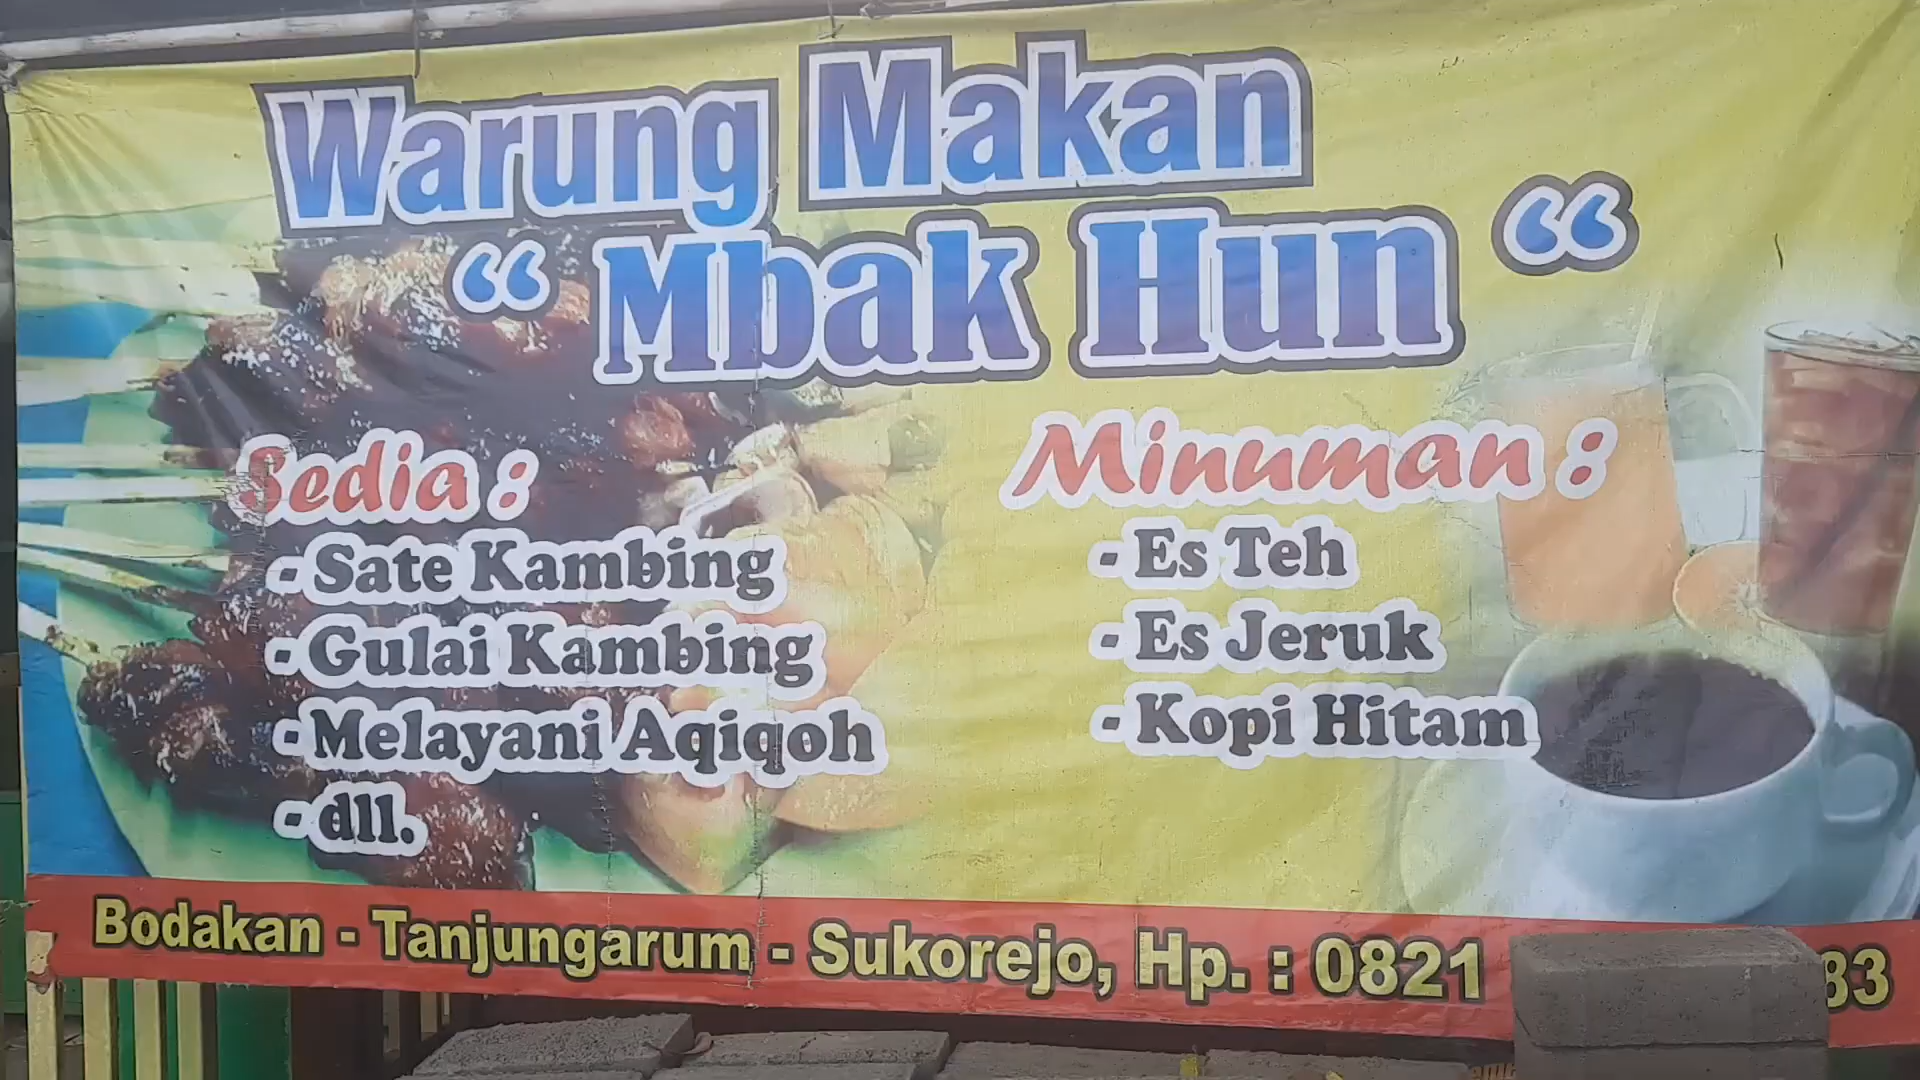 Warung Makan
“ Mbak Hun “
Sedia :
- Sate Kambing
- Gulai Kambing
- Melayani Aqiqoh
- dll.
Minuman :
- Es Teh
- Es Jeruk
- Kopi Hitam
Bodakan - Tanjungarum - Sukorejo, Hp. : 0821 83